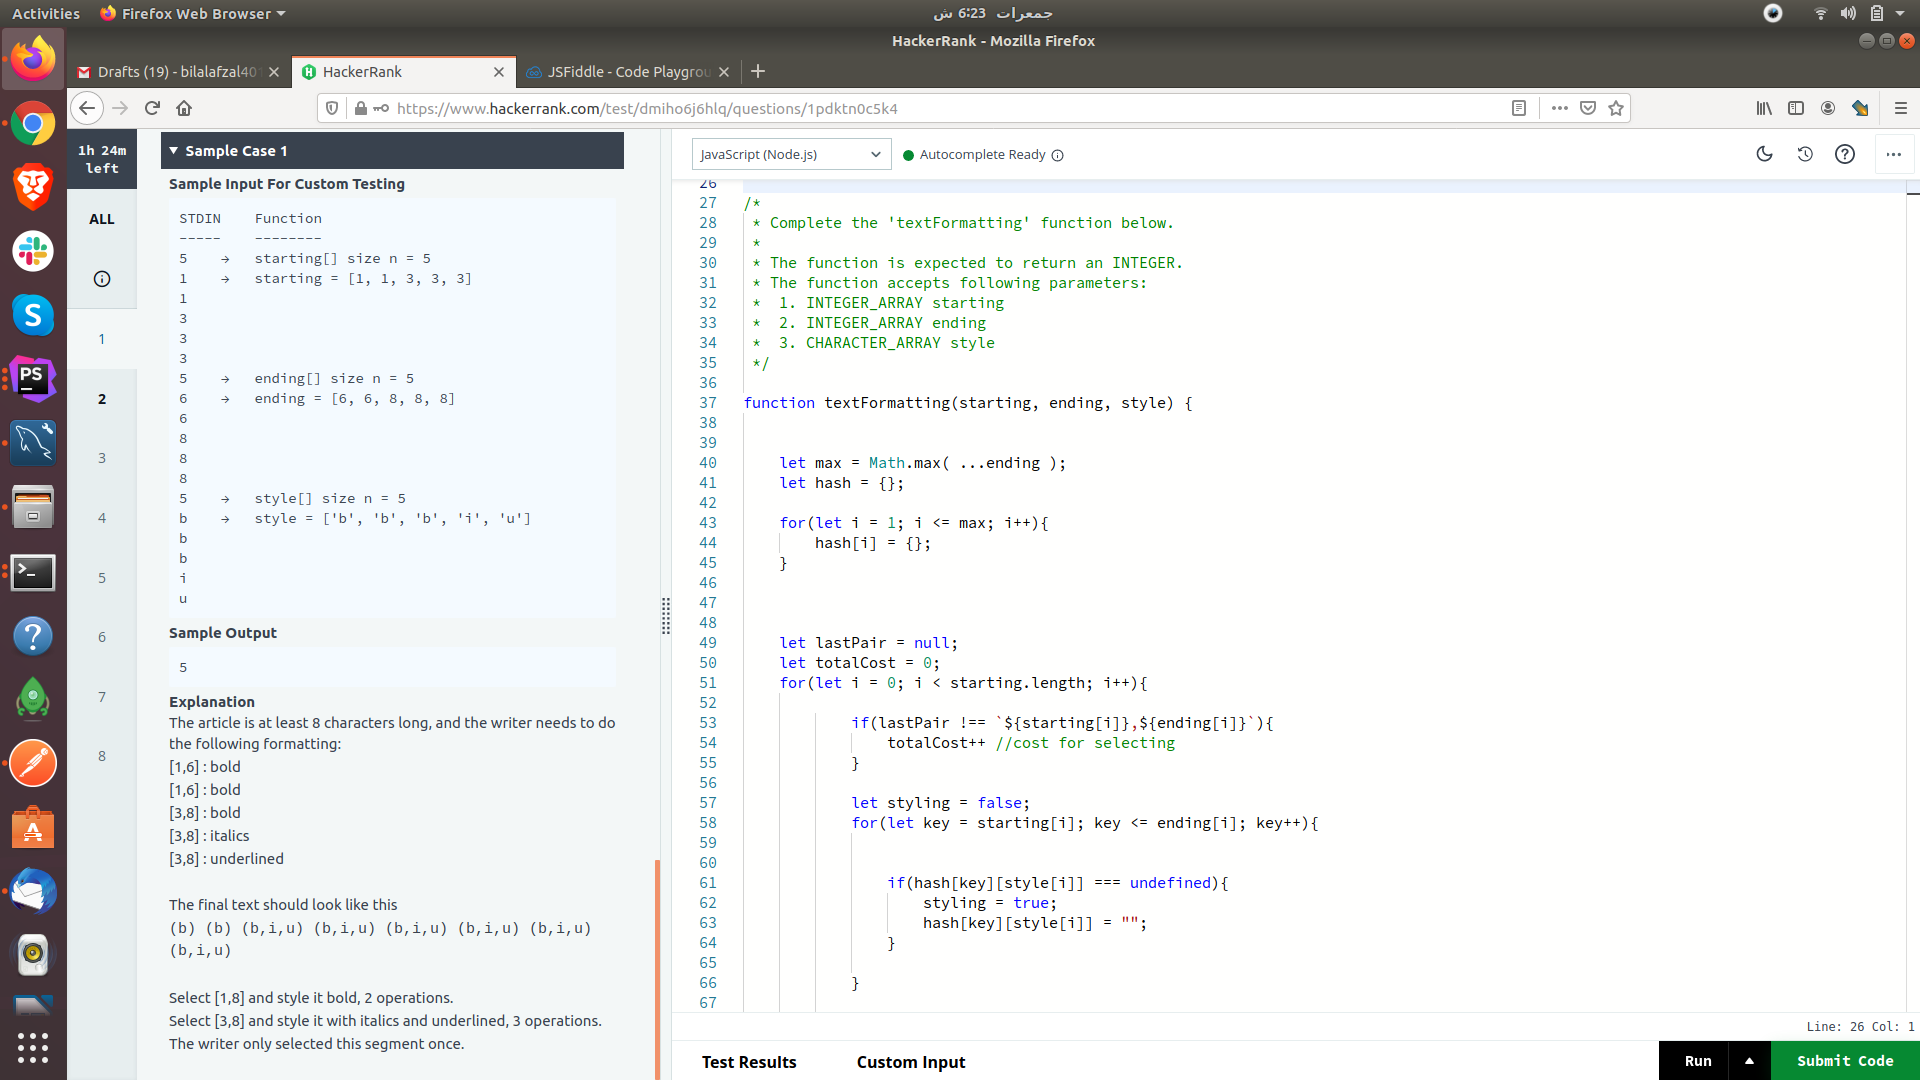 Activities
Firefox Web Browser
جمعرات 6:23 ش
HackerRank - Mozilla Firefox
Drafts (19) - bilalafzal401
HackerRank
JSFiddle - Code Playgrou
https://www.hackerrank.com/test/dmiho6j6hlq/questions/1pdktn0c5k4
1h 24m
left
ALL
1
2
3
4
5
6
7
8
Sample Case 1
Sample Input For Custom Testing
STDIN    Function
-----    --------
5    →   starting[] size n = 5
1    →   starting = [1, 1, 3, 3, 3]
1
3
3
3
5    →   ending[] size n = 5
6    →   ending = [6, 6, 8, 8, 8]
6
8
8
8
5    →   style[] size n = 5
b    →   style = ['b', 'b', 'b', 'i', 'u']
b
b
i
u
Sample Output
5
Explanation
The article is at least 8 characters long, and the writer needs to do
the following formatting:
[1,6] : bold
[1,6] : bold
[3,8] : bold
[3,8] : italics
[3,8] : underlined
The final text should look like this
(b) (b) (b,i,u) (b,i,u) (b,i,u) (b,i,u) (b,i,u)
(b,i,u)
Select [1,8] and style it bold, 2 operations.
Select [3,8] and style it with italics and underlined, 3 operations.
The writer only selected this segment once.
JavaScript (Node.js)
Autocomplete Ready
26
27 /*
28  * Complete the 'textFormatting' function below.
29  *
30  * The function is expected to return an INTEGER.
31  * The function accepts following parameters:
32  *  1. INTEGER_ARRAY starting
33  *  2. INTEGER_ARRAY ending
34  *  3. CHARACTER_ARRAY style
35  */
36
37 function textFormatting(starting, ending, style) {
38
39
40     let max = Math.max( ...ending );
41     let hash = {};
42
43     for(let i = 1; i <= max; i++){
44         hash[i] = {};
45     }
46
47
48
49     let lastPair = null;
50     let totalCost = 0;
51     for(let i = 0; i < starting.length; i++){
52
53             if(lastPair !== `${starting[i]},${ending[i]}`){
54                 totalCost++ //cost for selecting
55             }
56
57             let styling = false;
58             for(let key = starting[i]; key <= ending[i]; key++){
59
60
61                 if(hash[key][style[i]] === undefined){
62                     styling = true;
63                     hash[key][style[i]] = "";
64                 }
65
66             }
67
Line: 26 Col: 1
Test Results
Custom Input
Run
Submit Code